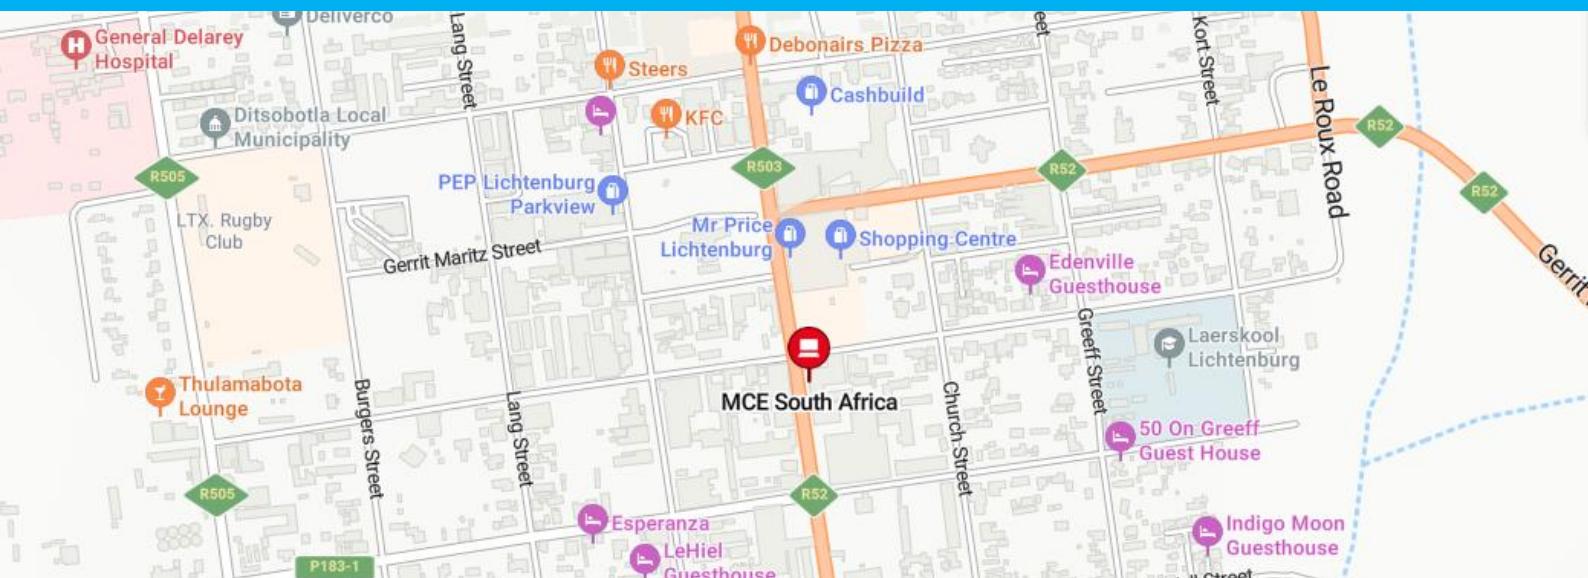 Deliverco
General Delarey
Hospital
Lang Street
Steers
Debonairs Pizza
Kort Street
Le Roux Road
Cashbuild
KFC
Ditsobotla Local
Municipality
R52
R505
R503
R52
R52
PEP Lichtenburg
Parkview
LTX. Rugby
Club
Mr Price
Lichtenburg
Shopping Centre
Gerrit Maritz Street
Edenville
Guesthouse
Gerrit
Greeff Street
Laerskool
Lichtenburg
MCE South Africa
Thulamabota
Lounge
Burgers Street
Lang Street
Church Street
50 On Greeff
Guest House
R505
R52
Esperanza
Indigo Moon
Guesthouse
LeHiel
Guesthouse
P183-1
Street